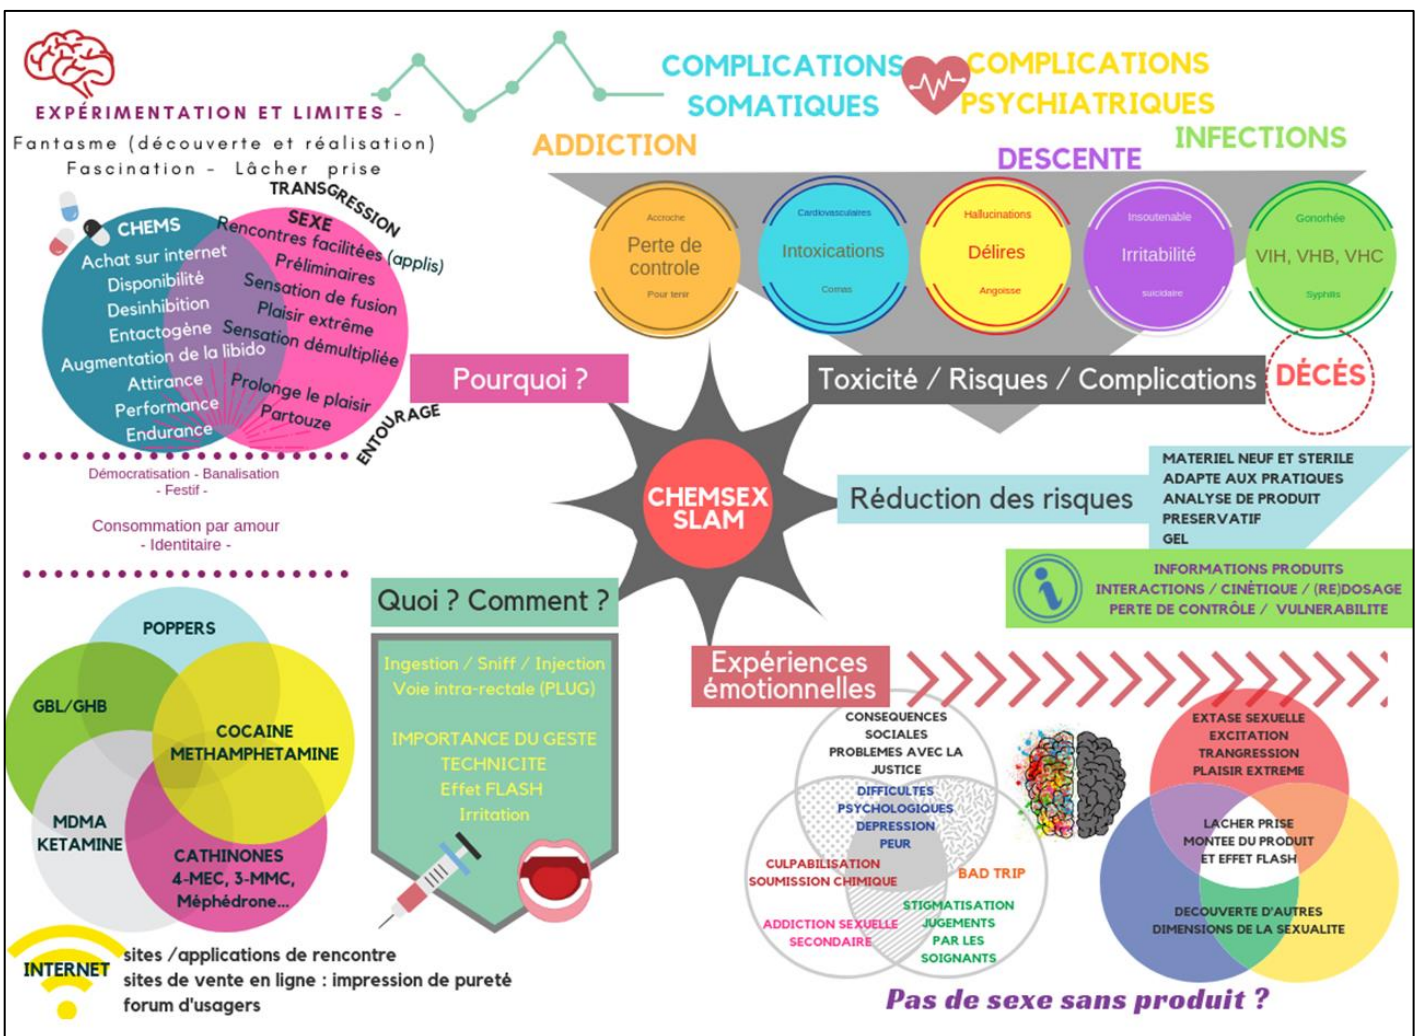 EXPÉRIMENTATION ET LIMITES -
Fantasme (découverte et réalisation)
Fascination - Lâcher prise
TRANSGRESSION
CHEMS
Achat sur internet
Disponibilité
Desinhibition
Entactogène
Augmentation de la libido
Attirance
Performance
Endurance
SEXE
Rencontres facilitées (applis)
Préliminaires
Sensation de fusion
Plaisir extrême
Sensation démultipliée
Prolonge le plaisir
Partouze
ENTOURAGE
Démocratisation - Banalisation
- Festif -
Consommation par amour
- Identitaire -
POPPERS
GBL/GHB
COCAINE
METHAMPHETAMINE
MDMA
KETAMINE
CATHINONES
4-MEC, 3-MMC,
Méphédrone...
INTERNET
sites /applications de rencontre
sites de vente en ligne : impression de pureté
forum d'usagers
Pourquoi ?
Quoi ? Comment ?
Ingestion / Sniff / Injection
Voie intra-rectale (PLUG)
IMPORTANCE DU GESTE
TECHNICITE
Effet FLASH
Irritation
CHEMSEX
SLAM
COMPLICATIONS
SOMATIQUES
COMPLICATIONS
PSYCHIATRIQUES
ADDICTION
DESCENTE
INFECTIONS
Accroche
Perte de
controle
Pour tenir
Cardiovasculaires
Intoxications
Comas
Hallucinations
Délires
Angoisse
Insoutenable
Irritabilité
suicidaire
Gonorhée
VIH, VHB, VHC
Syphilis
Toxicité / Risques / Complications
DÉCÉS
Réduction des risques
MATERIEL NEUF ET STERILE
ADAPTE AUX PRATIQUES
ANALYSE DE PRODUIT
PRESERVATIF
GEL
INFORMATIONS PRODUITS
INTERACTIONS / CINÉTIQUE / (RE)DOSAGE
PERTE DE CONTRÔLE / VULNERABILITE
Expériences
émotionnelles
CONSEQUENCES
SOCIALES
PROBLEMES AVEC LA
JUSTICE
DIFFICULTES
PSYCHOLOGIQUES
DEPRESSION
PEUR
CULPABILISATION
SOUMISSION CHIMIQUE
BAD TRIP
ADDICTION SEXUELLE
SECONDAIRE
STIGMATISATION
JUGEMENTS
PAR LES
SOIGNANTS
EXTASE SEXUELLE
EXCITATION
TRANGRESSION
PLAISIR EXTREME
LACHER PRISE
MONTEE DU PRODUIT
ET EFFET FLASH
DECOUVERTE D'AUTRES
DIMENSIONS DE LA SEXUALITE
Pas de sexe sans produit ?